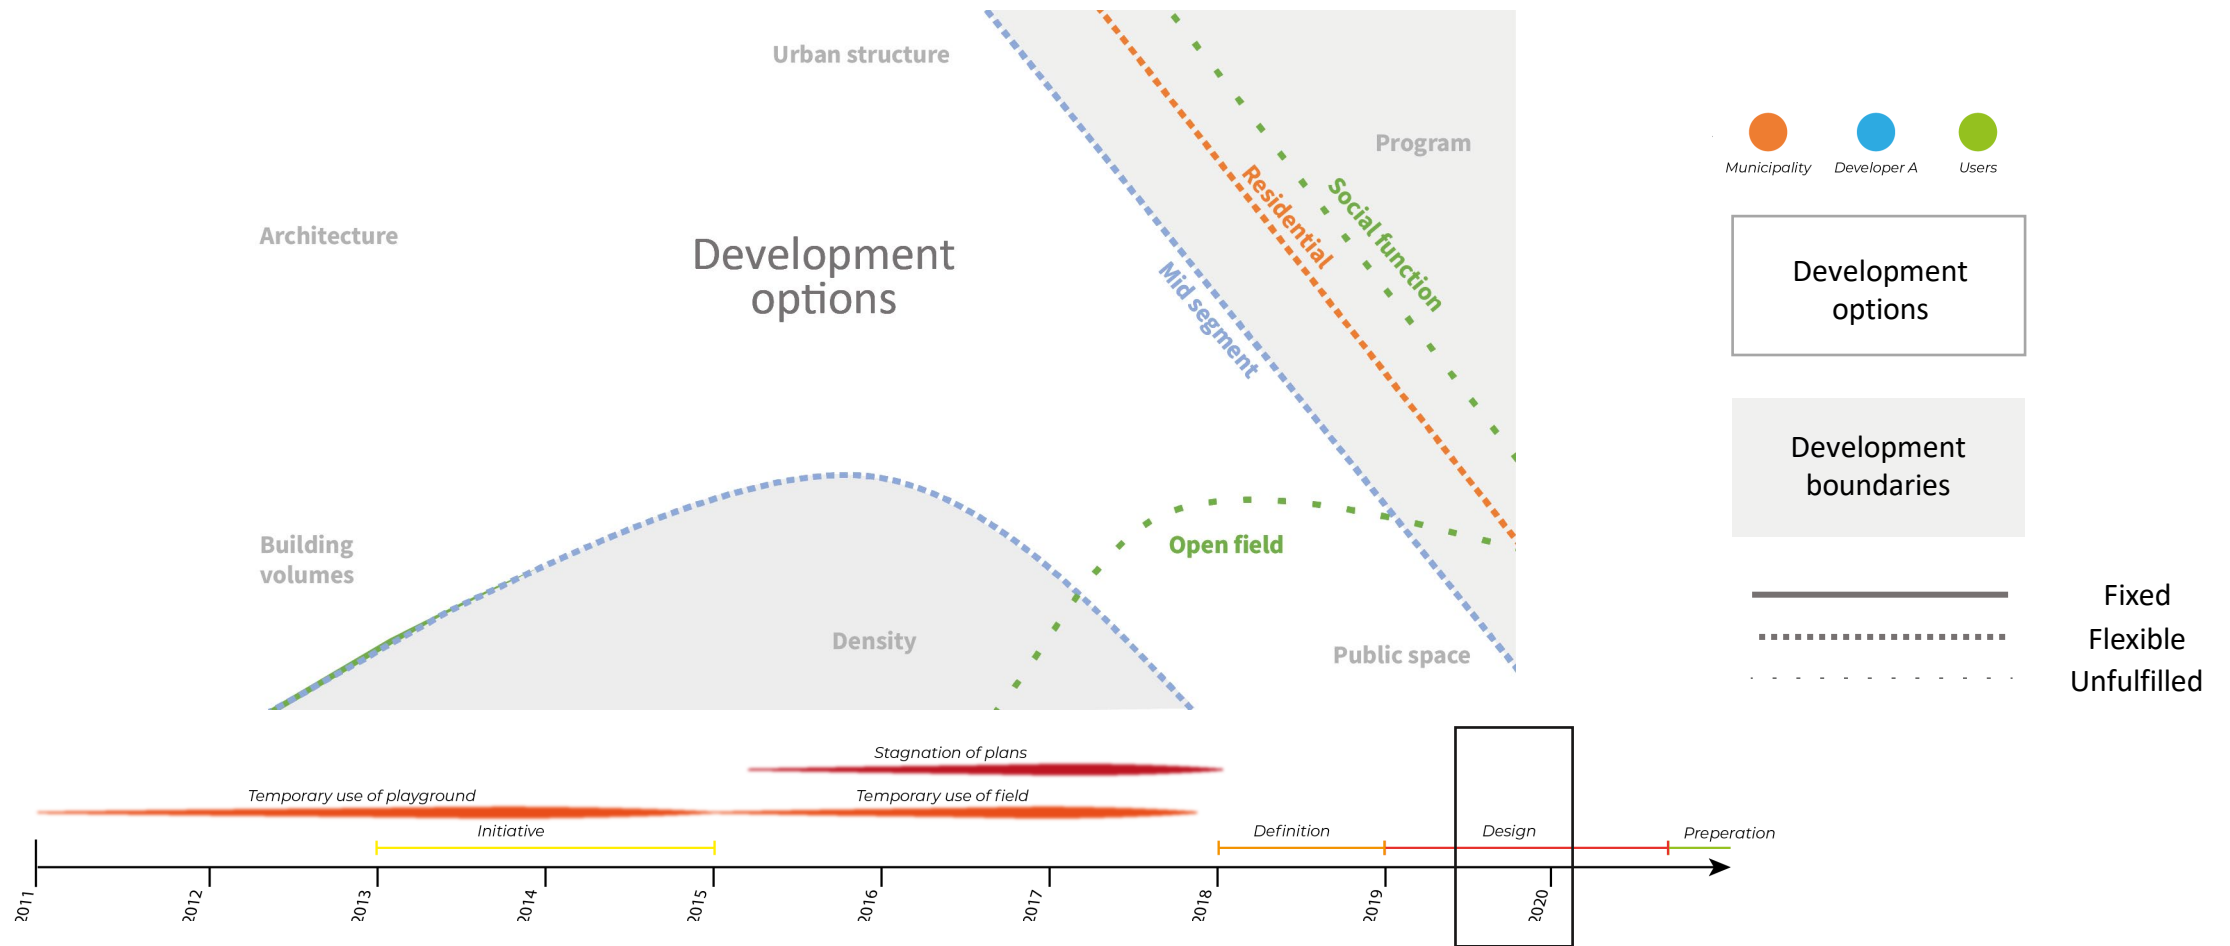 Urban structure
Program
Architecture
Development
options
Residential
Social function
Mid segment
Building
volumes
Open field
Density
Public space
Municipality
Developer A
Users
Development
options
Development
boundaries
Fixed
Flexible
Unfulfilled
Stagnation of plans
Temporary use of playground
Temporary use of field
Initiative
Definition
Design
Preperation
2011
2012
2013
2014
2015
2016
2017
2018
2019
2020